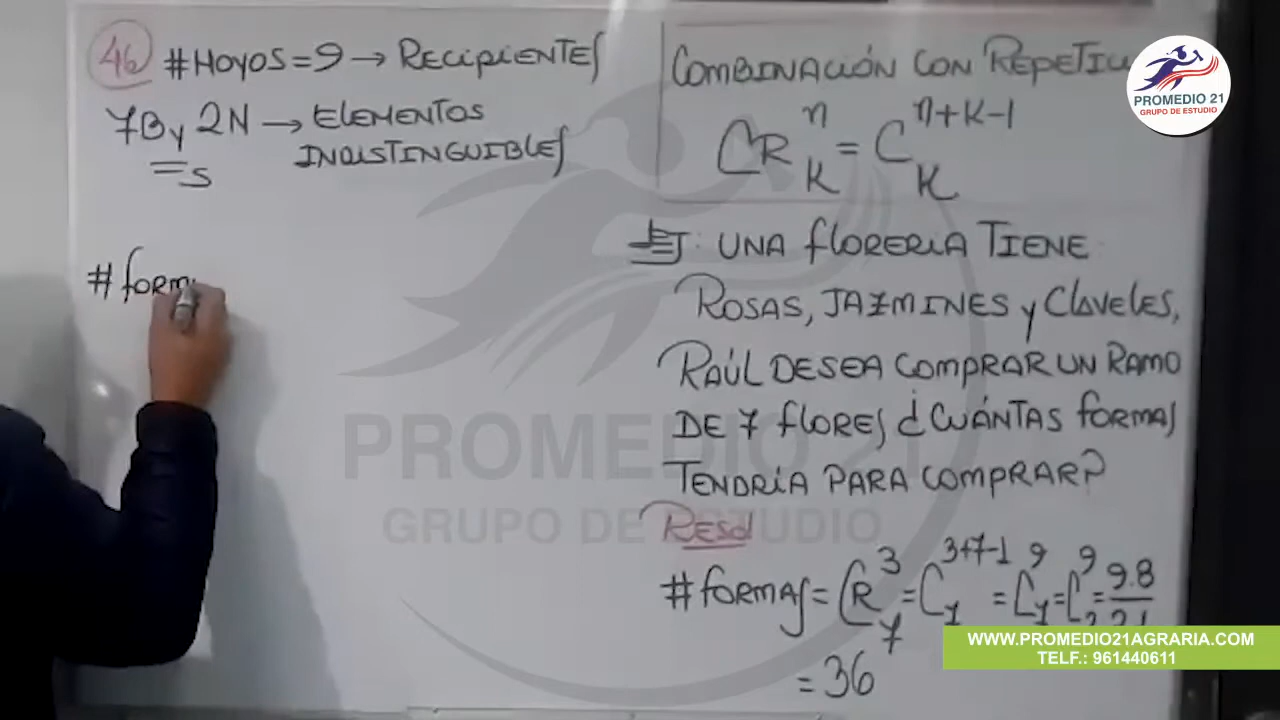 46 #HOYOS=9 → RECIPIENTES
7B y 2N → ELEMENTOS
INDISTINGUIBLES
=s
#form
COMBINACIÓN CON REPETICI
CR n K = C n+K-1 K
Ej: UNA FLORERIA TIENE
ROSAS, JAZMINES y CLAVELES,
RAÚL DESEA COMPRAR UN RAMO
DE 7 FLORES ¿CUÁNTAS FORMAS
TENDRÍA PARA COMPRAR?
RESOl
#FORMAS = CR 3 7 = C 3+7-1 7 = C 9 7 = C 9 2 = 9.8 / 2!
= 36
PROMEDIO 21
GRUPO DE ESTUDIO
PROMEDIO 21
GRUPO DE ESTUDIO
WWW.PROMEDIO21AGRARIA.COM
TELF.: 961440611